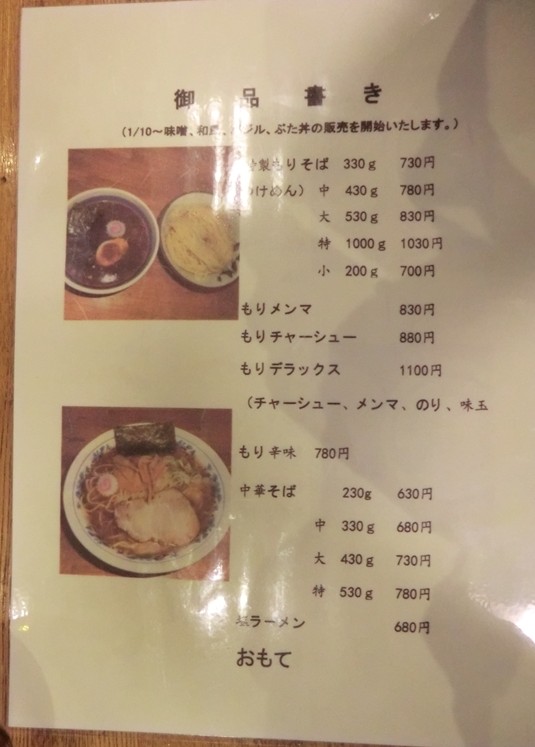 御品書き
(1/10～味噌、和風、バジル、ぶた丼の販売を開始いたします。)
製もりそば 330g 730円
けめん) 中 430g 780円
大 530g 830円
特 1000g 1030円
小 200g 700円
もりメンマ 830円
もりチャーシュー 880円
もりデラックス 1100円
(チャーシュー、メンマ、のり、味玉
もり辛味 780円
中華そば 230g 630円
中 330g 680円
大 430g 730円
特 530g 780円
ラーメン 680円
おもて